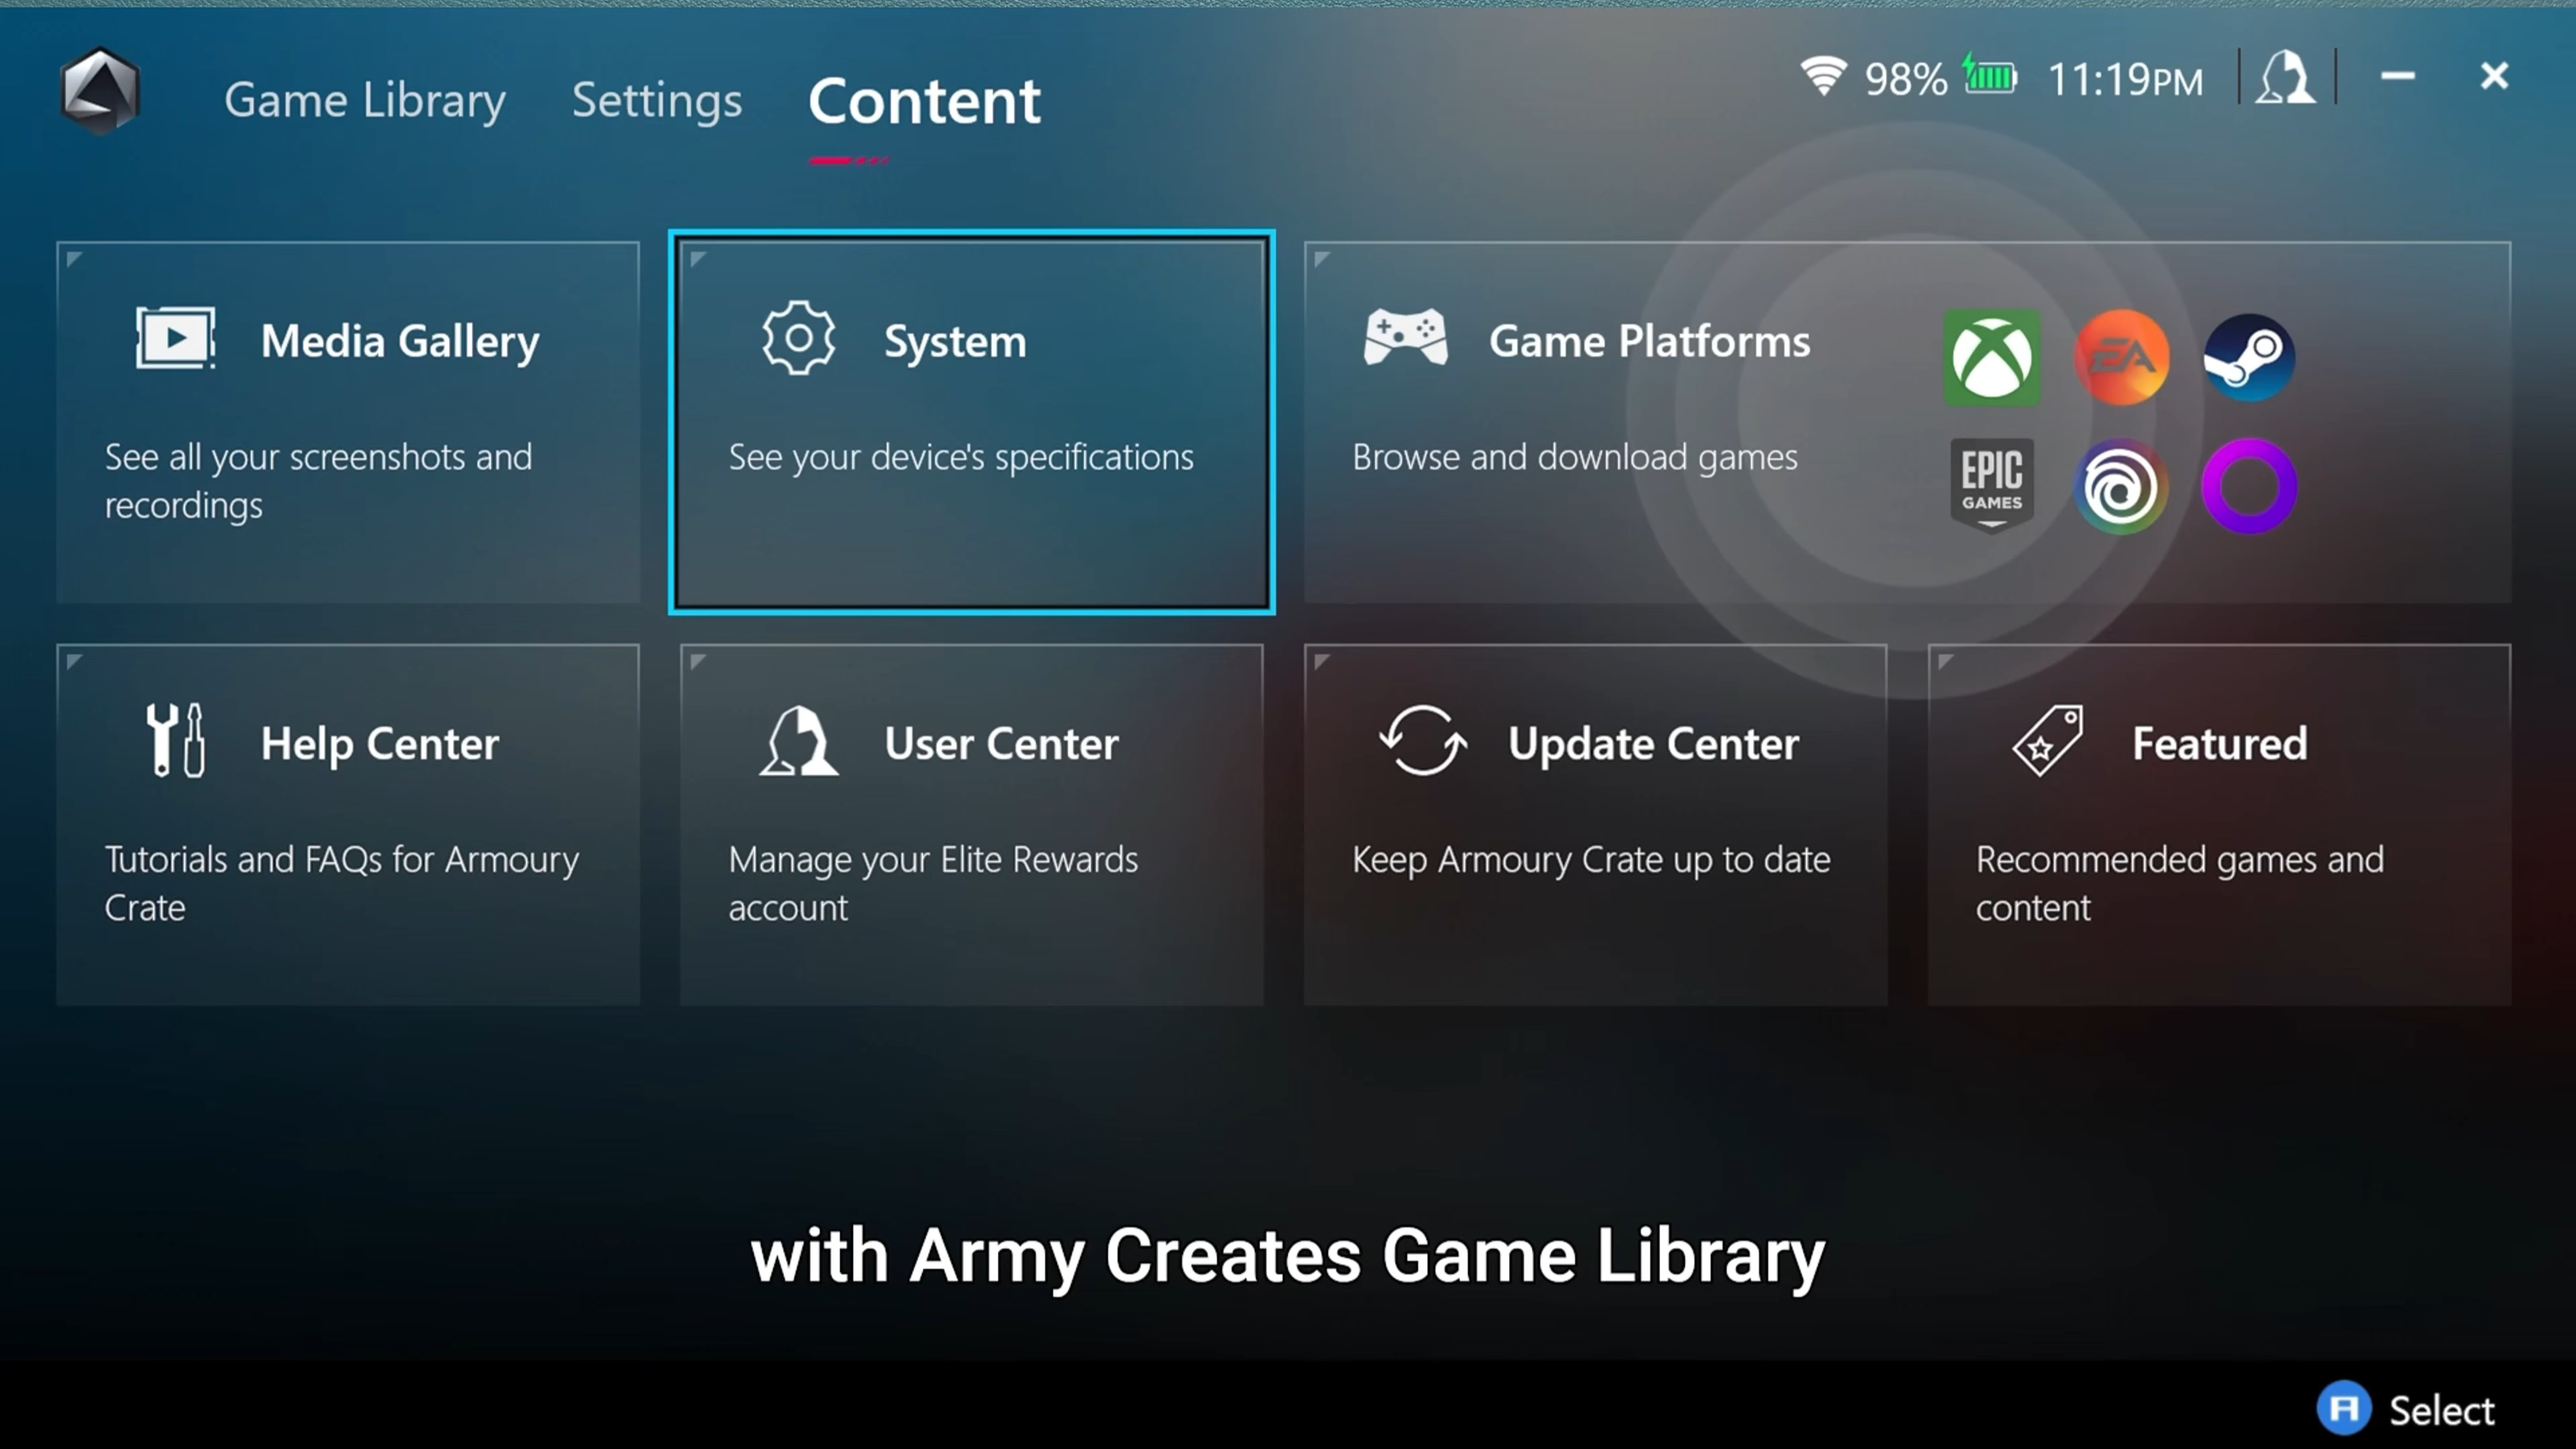 Game Library Settings Content 98% 11:19PM
Media Gallery
See all your screenshots and
recordings
System
See your device's specifications
Game Platforms
Browse and download games
EA
EPIC
GAMES
Help Center
Tutorials and FAQs for Armoury
Crate
User Center
Manage your Elite Rewards
account
Update Center
Keep Armoury Crate up to date
Featured
Recommended games and
content
with Army Creates Game Library
A Select